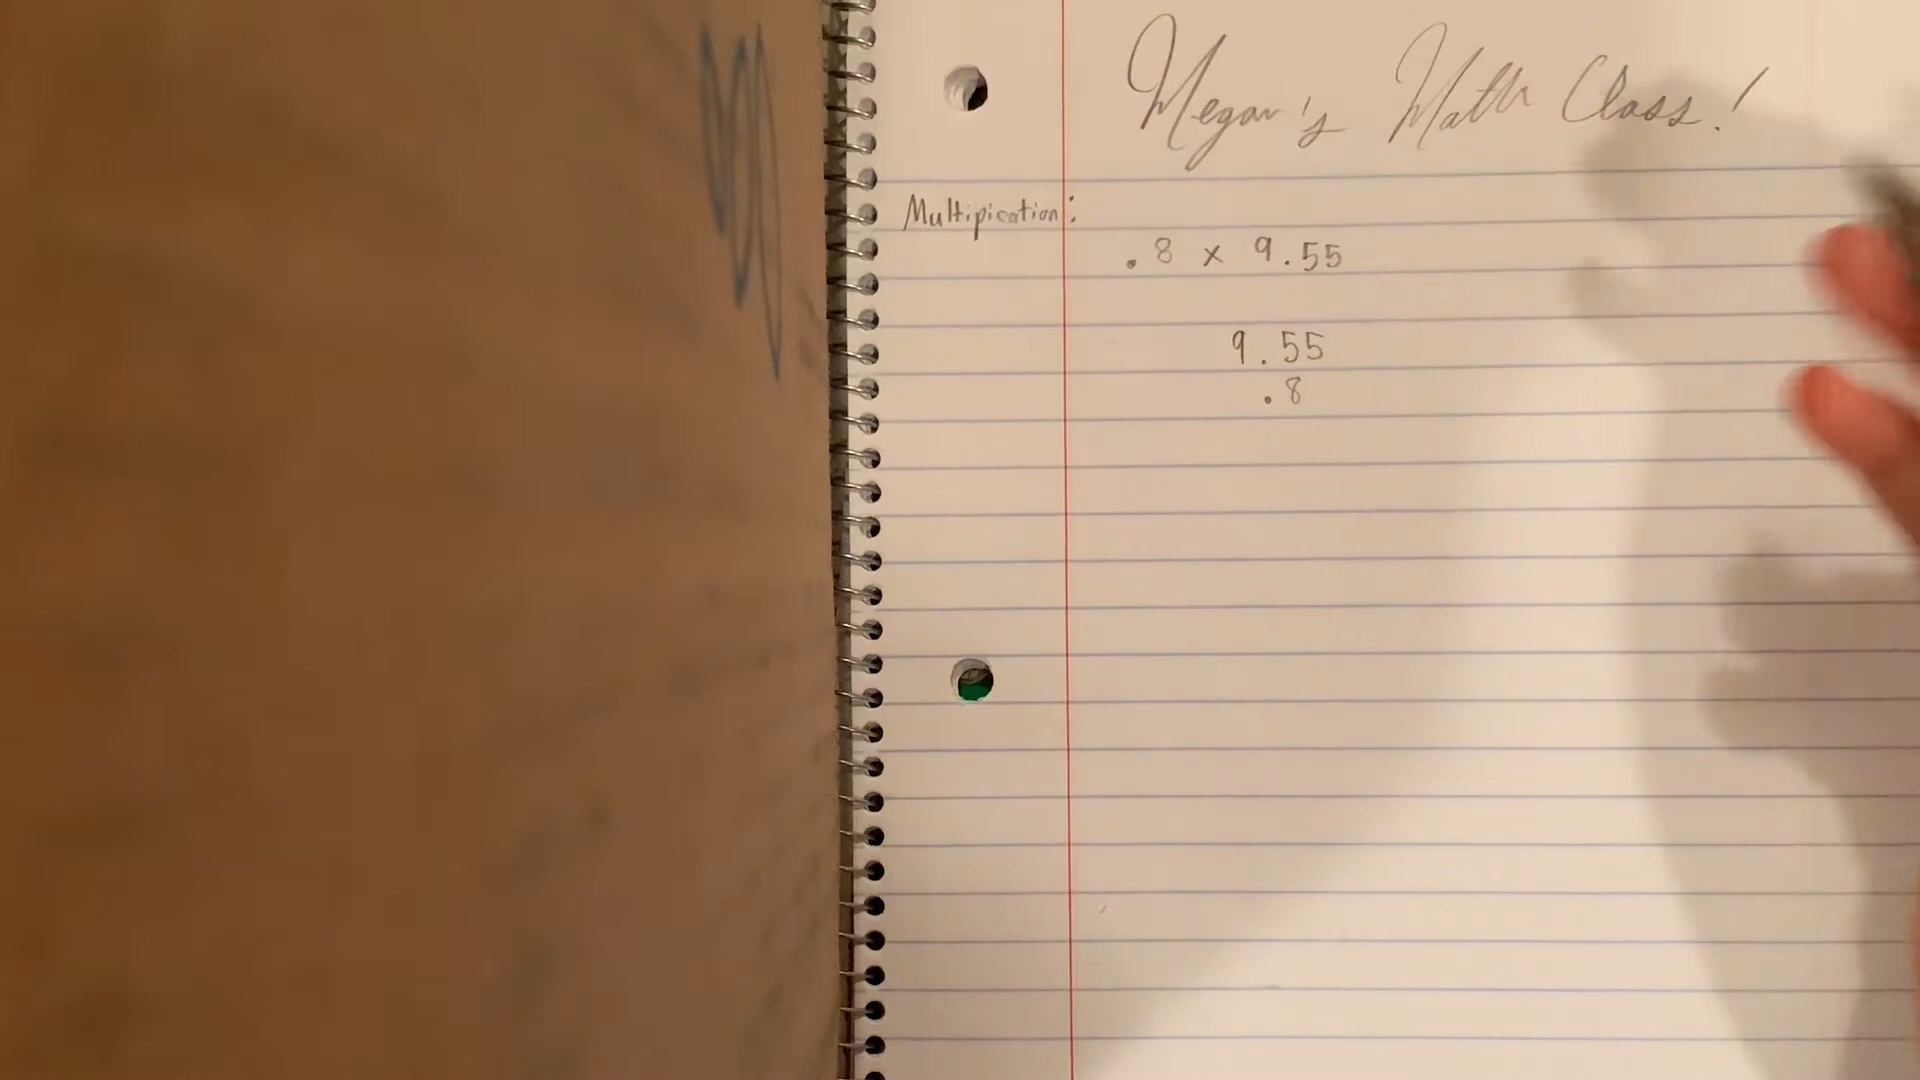 Megan's Math Class!
Multipication:
.8 x 9.55
9.55
.8